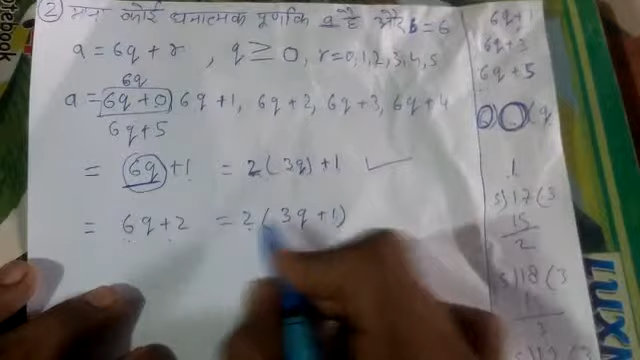 ② माना कोई धनात्मक पूर्णांक a है और b = 6
a = 6q + r , q ≥ 0, r = 0,1,2,3,4,5
6q
a = 6q + 0, 6q + 1, 6q + 2, 6q + 3, 6q + 4
6q + 5
= 6q + 1 = 2(3q) + 1 ✓
= 6q + 2 = 2(3q + 1)
6q + 1
6q + 3
6q + 5
5)17(3
15
2
5)18(3
3
LUX
otebook